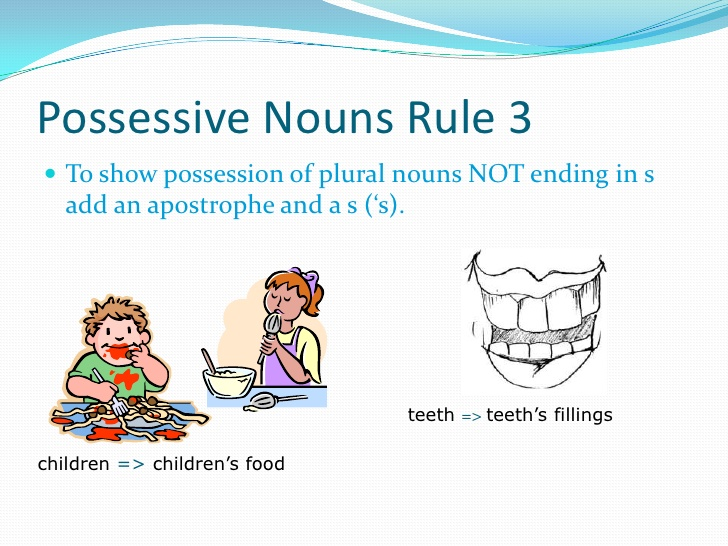 Possessive Nouns Rule 3
• To show possession of plural nouns NOT ending in s
add an apostrophe and a s (‘s).
teeth => teeth’s fillings
children => children’s food